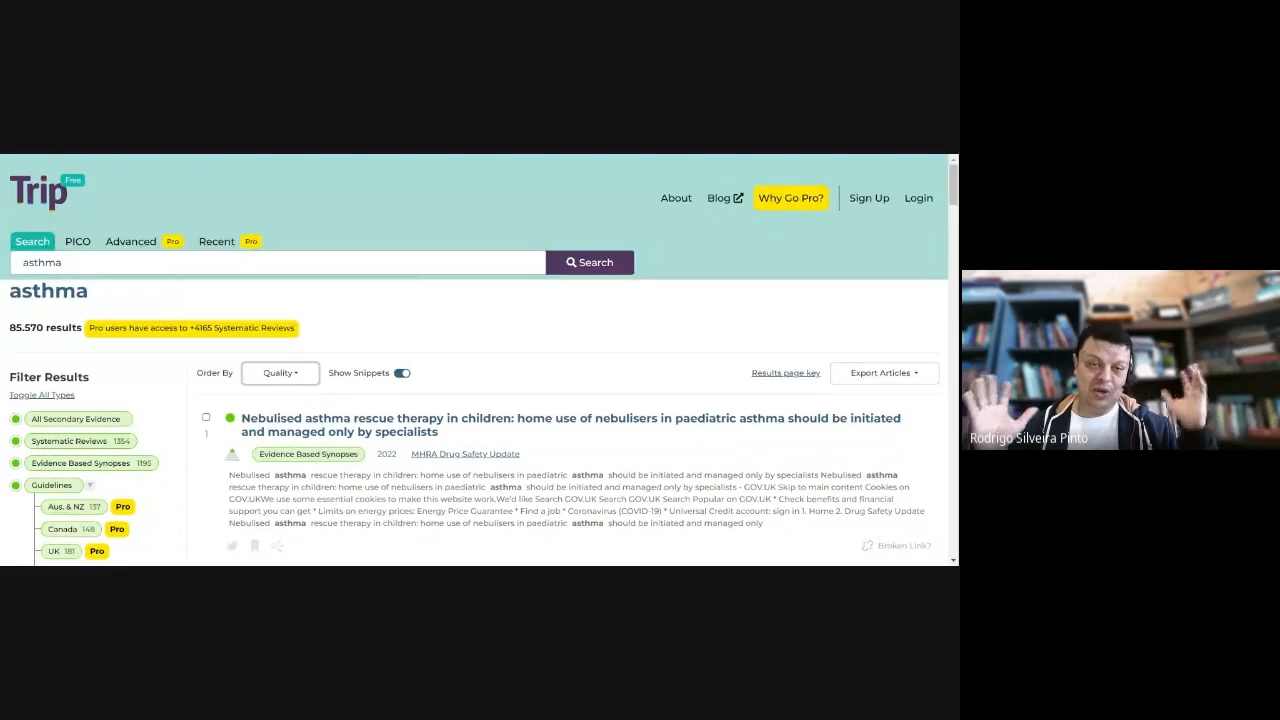 Trip Free
About Blog Why Go Pro? Sign Up Login
Search PICO Advanced Pro Recent Pro
asthma Search
asthma
85.570 results Pro users have access to +4165 Systematic Reviews
Filter Results
Toggle All Types
All Secondary Evidence
Systematic Reviews 1354
Evidence Based Synopses 1195
Guidelines
Aus. & NZ 137 Pro
Canada 148 Pro
UK 181 Pro
Order By Quality Show Snippets Results page key Export Articles
Nebulised asthma rescue therapy in children: home use of nebulisers in paediatric asthma should be initiated
and managed only by specialists
1
Evidence Based Synopses 2022 MHRA Drug Safety Update
Nebulised asthma rescue therapy in children: home use of nebulisers in paediatric asthma should be initiated and managed only by specialists Nebulised asthma
rescue therapy in children: home use of nebulisers in paediatric asthma should be initiated and managed only by specialists - GOV.UK Skip to main content Cookies on
GOV.UKWe use some essential cookies to make this website work.We'd like Search GOV.UK Search GOV.UK Search Popular on GOV.UK * Check benefits and financial
support you can get * Limits on energy prices: Energy Price Guarantee * Find a job * Coronavirus (COVID-19) * Universal Credit account: sign in 1. Home 2. Drug Safety Update
Nebulised asthma rescue therapy in children: home use of nebulisers in paediatric asthma should be initiated and managed only
Broken Link?
Rodrigo Silveira Pinto